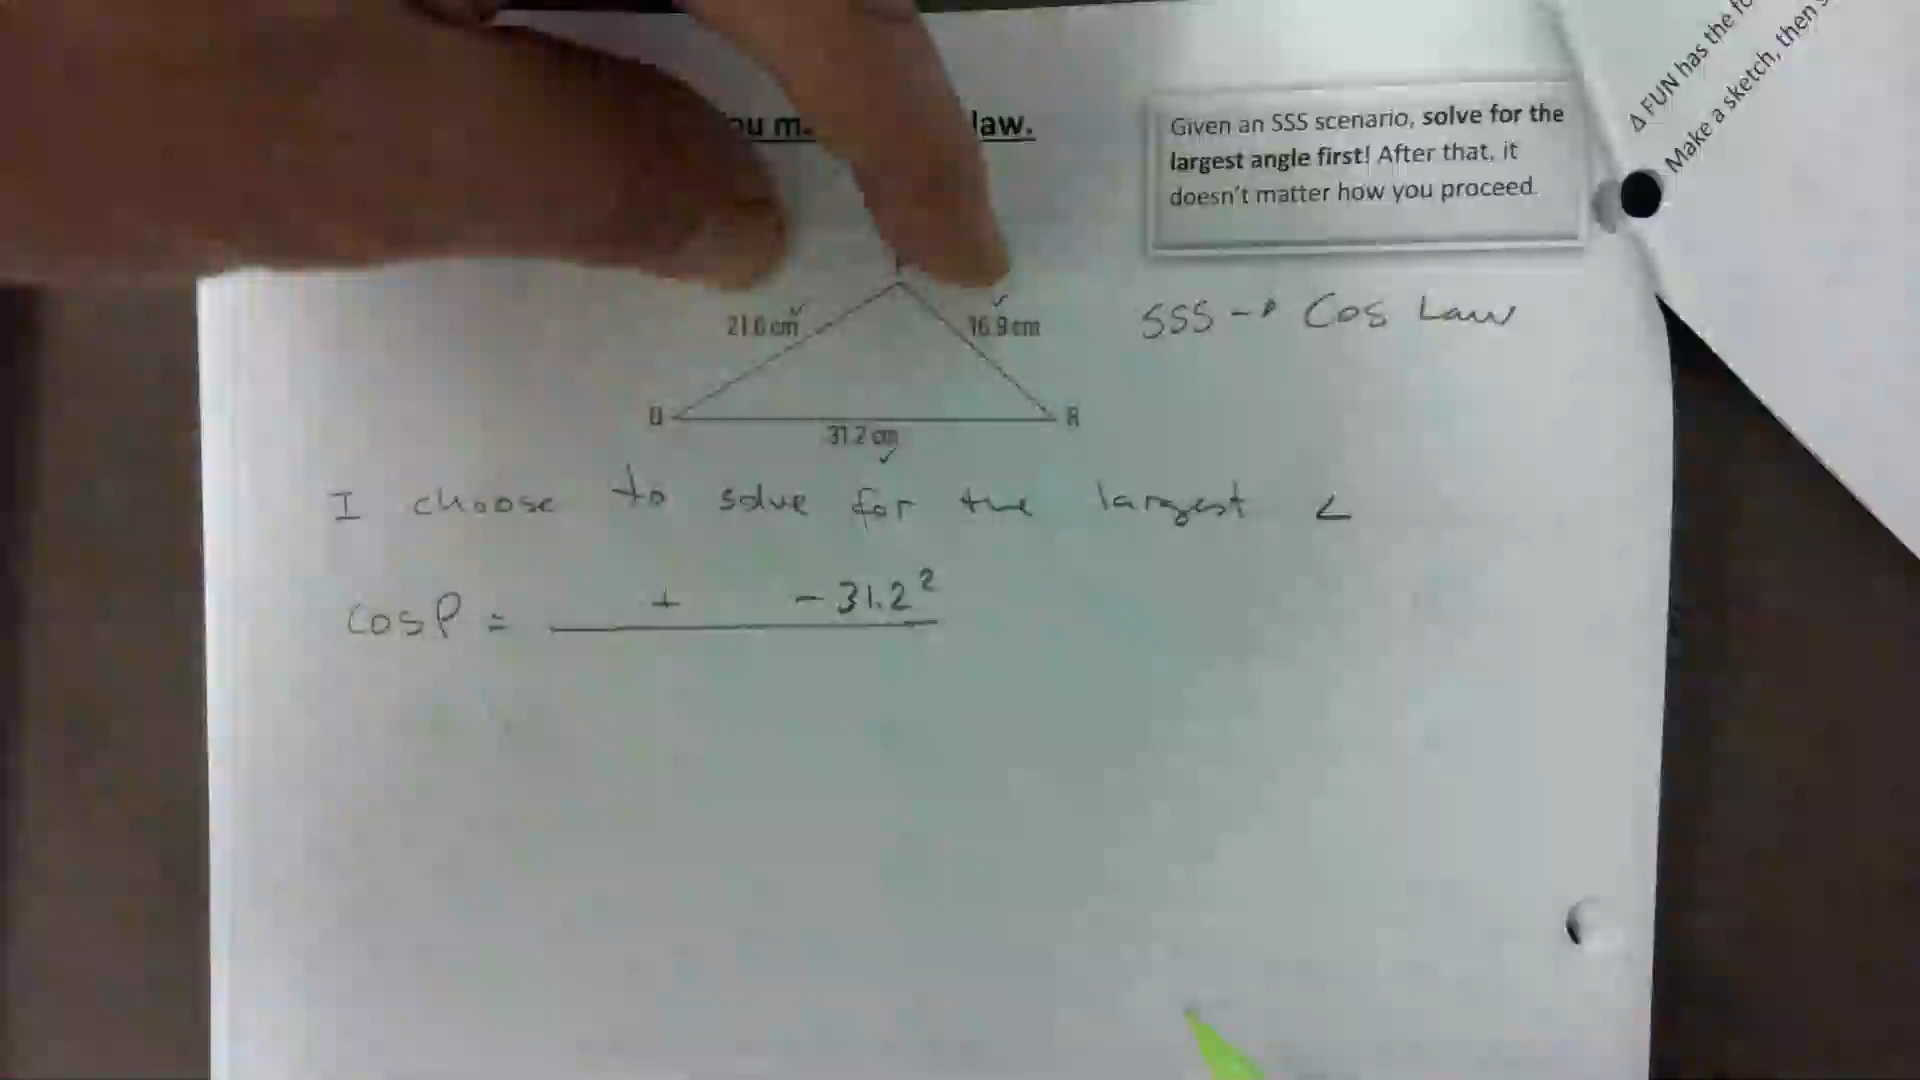 law.
Given an SSS scenario, solve for the
largest angle first! After that, it
doesn't matter how you proceed.
Δ FUN has the
Make a sketch, then
SSS → Cos Law
21.6 cm
16.9 cm
R
31.2 cm
I choose to solve for the largest <
cosP = + - 31.2²